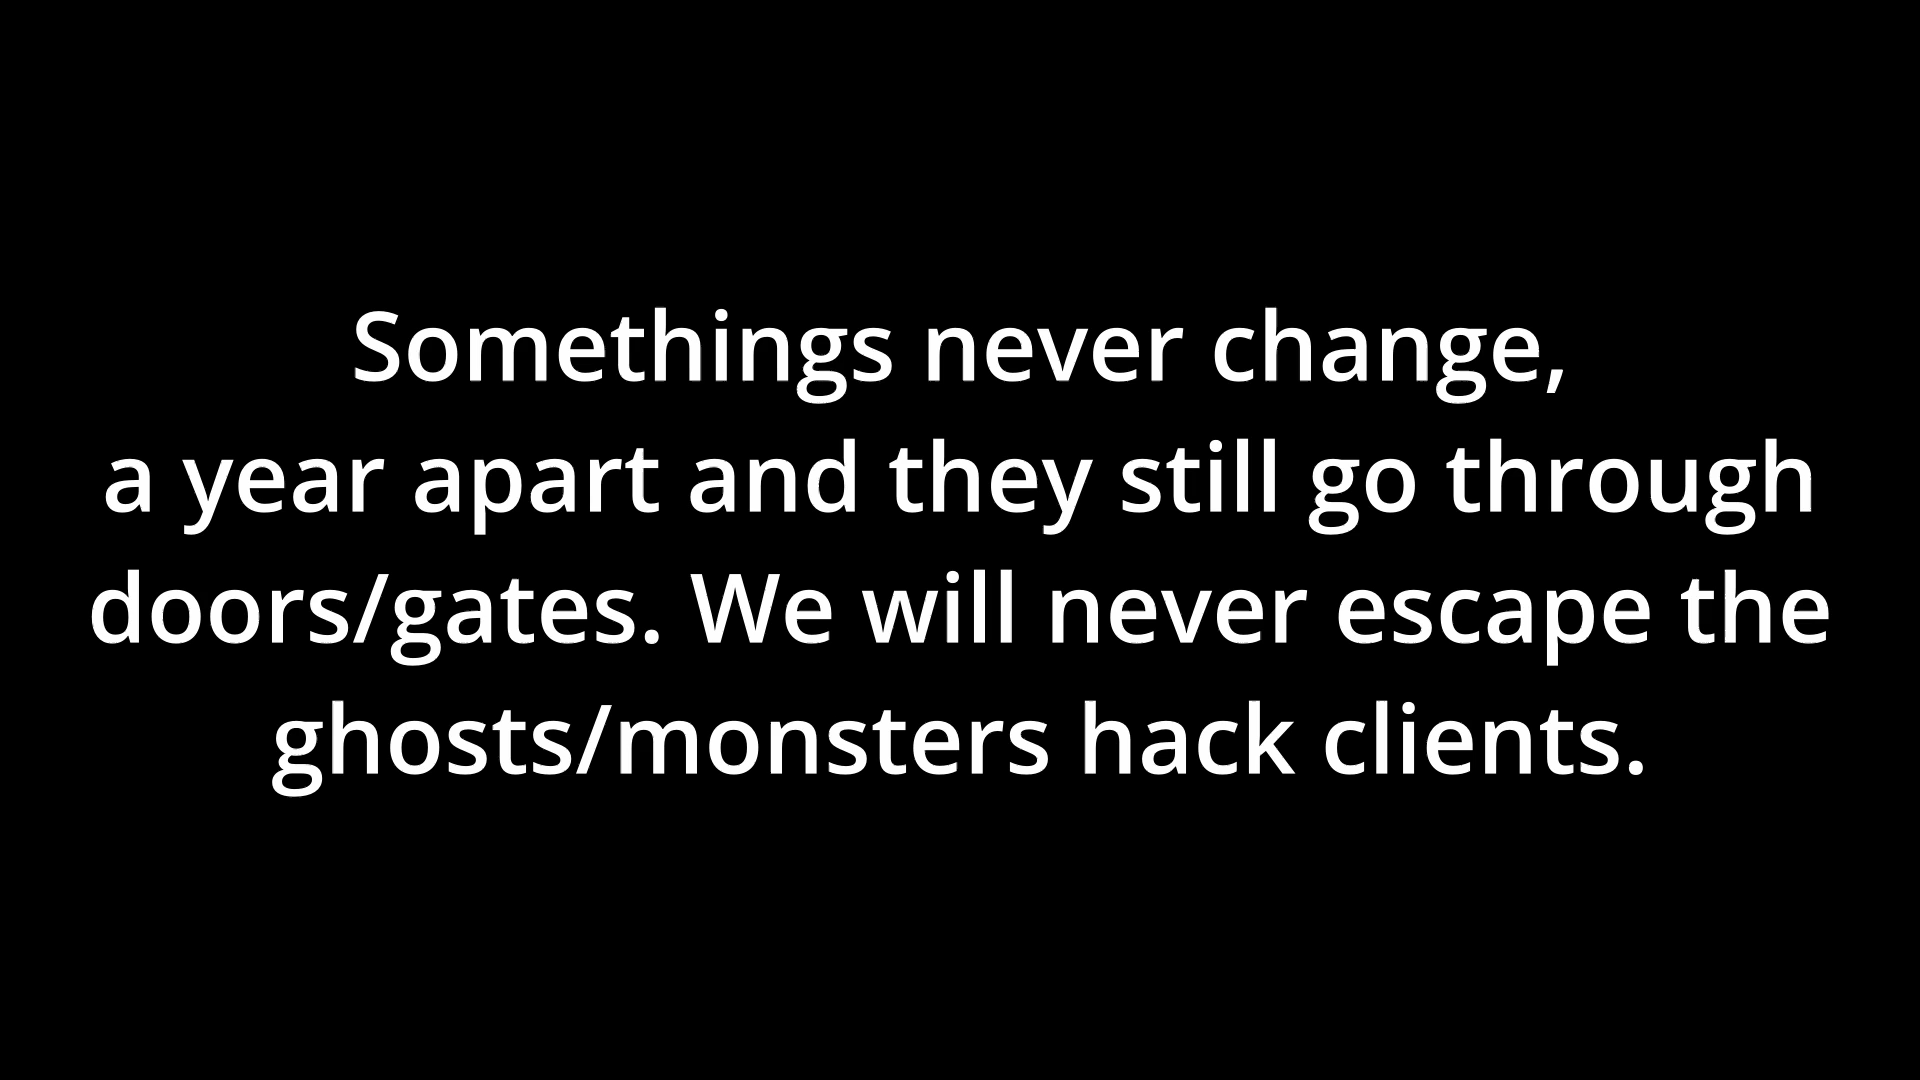 Somethings never change,
a year apart and they still go through
doors/gates. We will never escape the
ghosts/monsters hack clients.